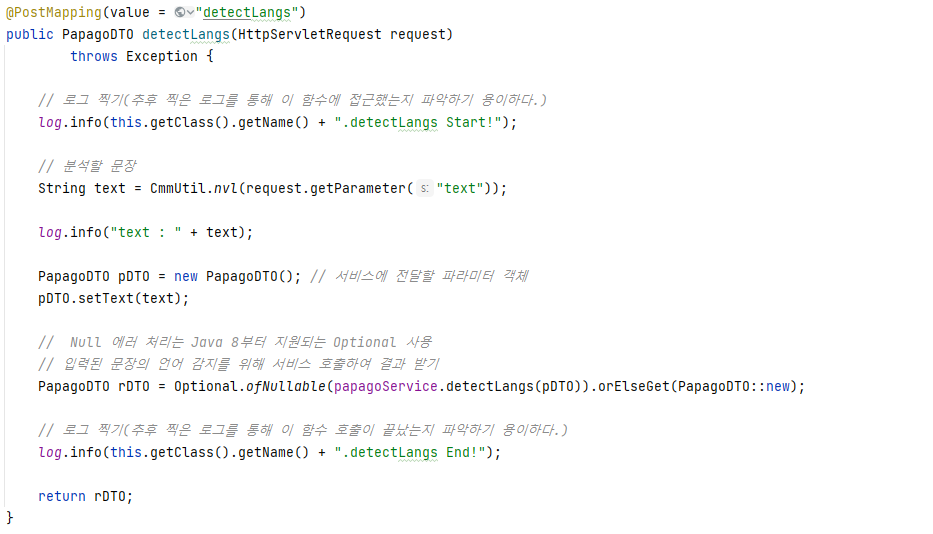 @PostMapping(value = "detectLangs")
public PapagoDTO detectLangs(HttpServletRequest request)
        throws Exception {
    // 로그 찍기(추후 찍은 로그를 통해 이 함수에 접근했는지 파악하기 용이하다.)
    log.info(this.getClass().getName() + ".detectLangs Start!");
    // 분석할 문장
    String text = CmmUtil.nvl(request.getParameter( s: "text"));
    log.info("text : " + text);
    PapagoDTO pDTO = new PapagoDTO(); // 서비스에 전달할 파라미터 객체
    pDTO.setText(text);
    //  Null 에러 처리는 Java 8부터 지원되는 Optional 사용
    // 입력된 문장의 언어 감지를 위해 서비스 호출하여 결과 받기
    PapagoDTO rDTO = Optional.ofNullable(papagoService.detectLangs(pDTO)).orElseGet(PapagoDTO::new);
    // 로그 찍기(추후 찍은 로그를 통해 이 함수 호출이 끝났는지 파악하기 용이하다.)
    log.info(this.getClass().getName() + ".detectLangs End!");
    return rDTO;
}